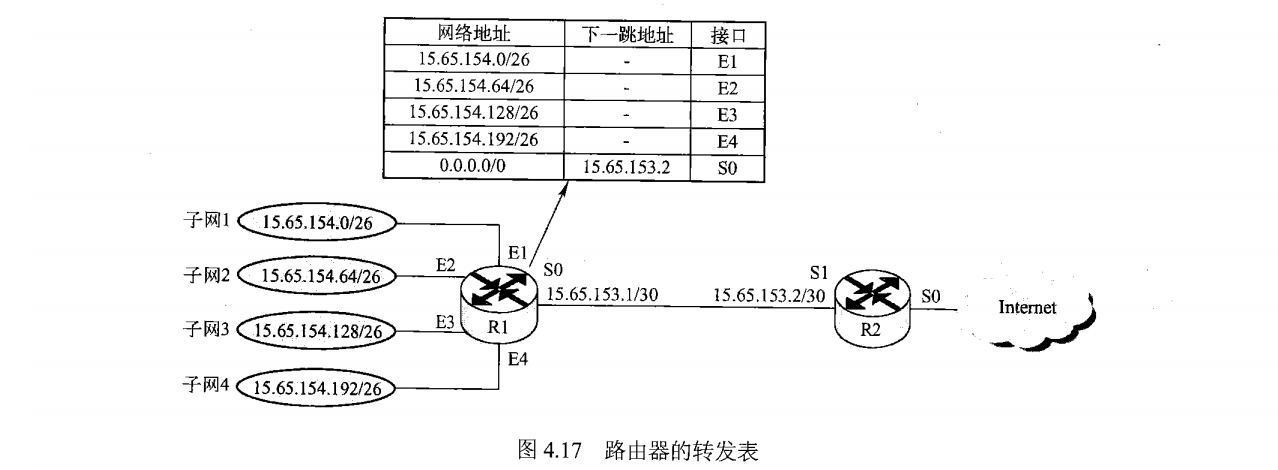 网络地址 下一跳地址 接口
15.65.154.0/26 - E1
15.65.154.64/26 - E2
15.65.154.128/26 - E3
15.65.154.192/26 - E4
0.0.0.0/0 15.65.153.2 S0
子网1 15.65.154.0/26
子网2 15.65.154.64/26
子网3 15.65.154.128/26
子网4 15.65.154.192/26
E1
E2
E3
E4
S0
15.65.153.1/30
R1
15.65.153.2/30
S1
R2
S0
Internet
图 4.17 路由器的转发表